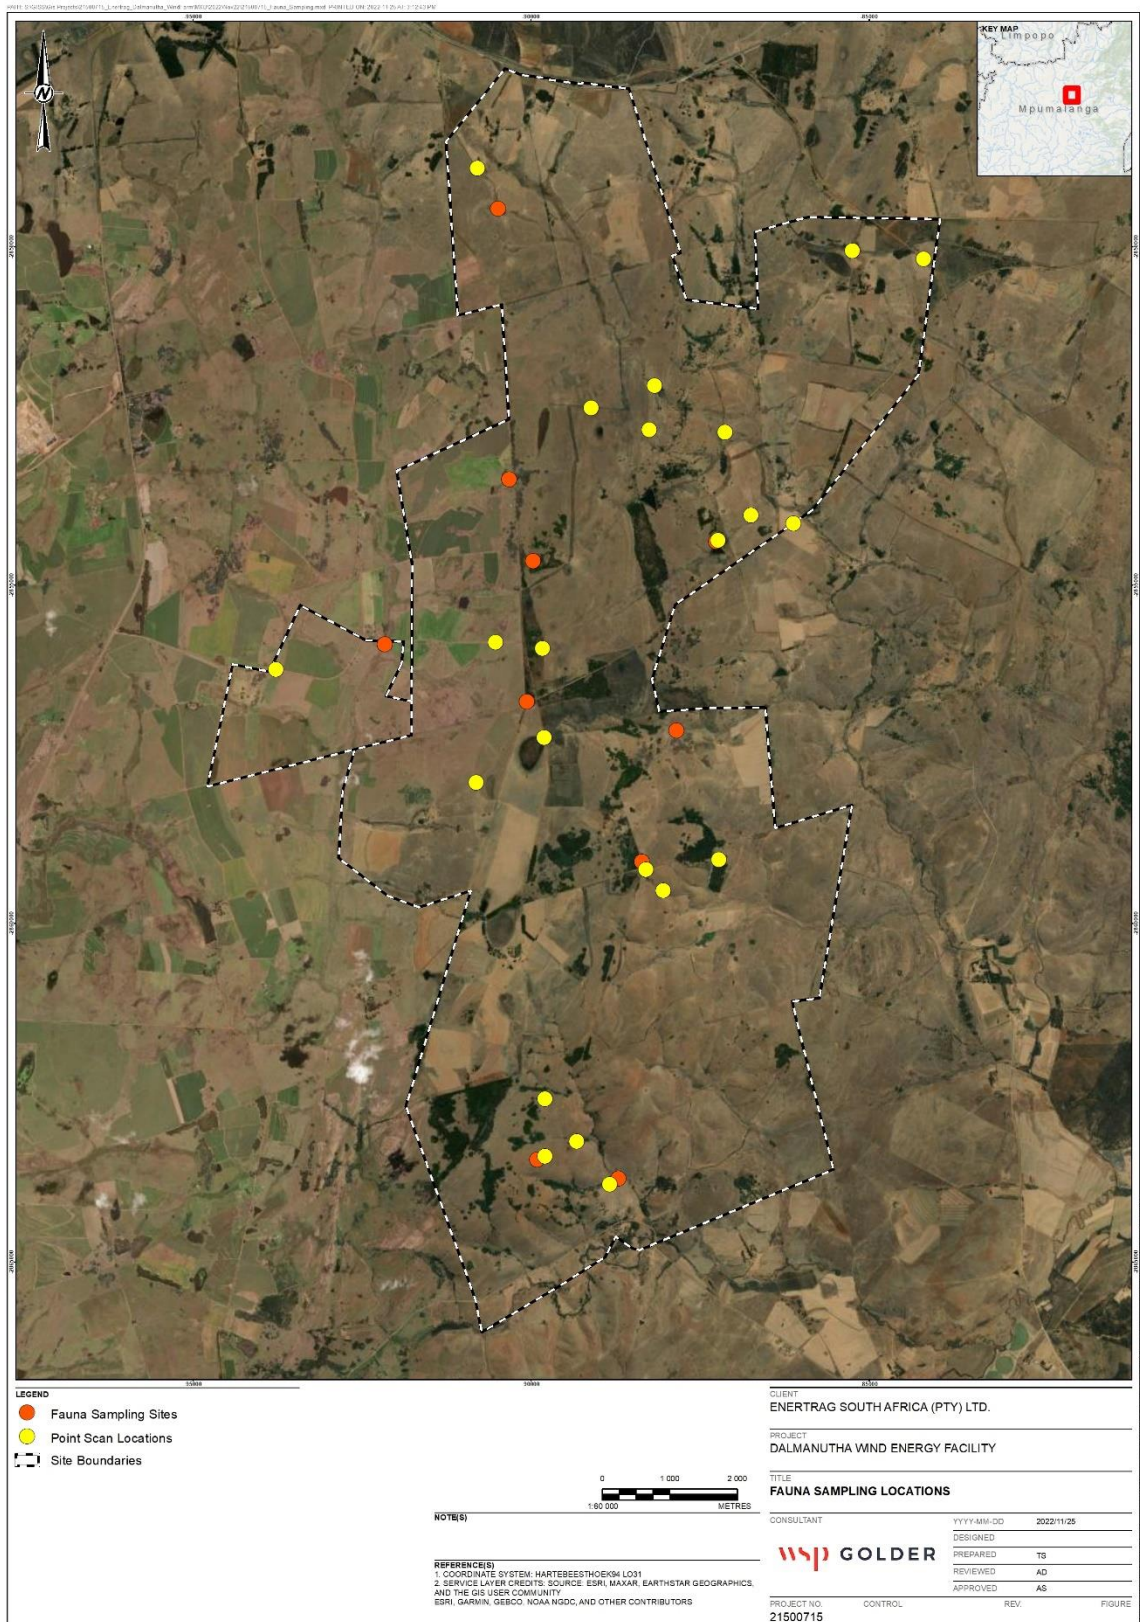 KEY MAP
Limpopo
Mpumalanga
N
LEGEND
Fauna Sampling Sites
Point Scan Locations
Site Boundaries
0 1 000 2 000
1:60 000 METRES
NOTE(S)
REFERENCE(S)
1. COORDINATE SYSTEM: HARTEBEESTHOEK94 LO31
2. SERVICE LAYER CREDITS: SOURCE: ESRI, MAXAR, EARTHSTAR GEOGRAPHICS,
AND THE GIS USER COMMUNITY
ESRI, GARMIN, GEBCO, NOAA NGDC, AND OTHER CONTRIBUTORS
CLIENT
ENERTRAG SOUTH AFRICA (PTY) LTD.
PROJECT
DALMANUTHA WIND ENERGY FACILITY
TITLE
FAUNA SAMPLING LOCATIONS
CONSULTANT
wsp GOLDER
YYYY-MM-DD 2022/11/25
DESIGNED
PREPARED TS
REVIEWED AD
APPROVED AS
PROJECT NO. CONTROL REV. FIGURE
21500715